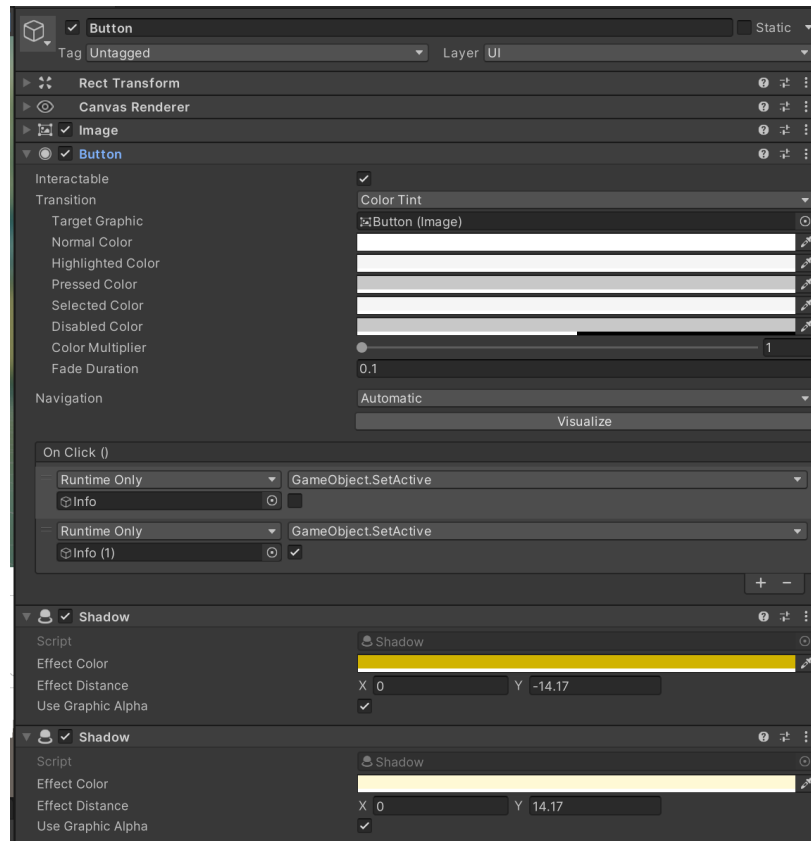 Button Static
Tag Untagged Layer UI
Rect Transform
Canvas Renderer
Image
Button
Interactable
Transition Color Tint
Target Graphic Button (Image)
Normal Color
Highlighted Color
Pressed Color
Selected Color
Disabled Color
Color Multiplier 1
Fade Duration 0.1
Navigation Automatic
Visualize
On Click ()
Runtime Only GameObject.SetActive
Info
Runtime Only GameObject.SetActive
Info (1)
+ −
Shadow
Script Shadow
Effect Color
Effect Distance X 0 Y -14.17
Use Graphic Alpha
Shadow
Script Shadow
Effect Color
Effect Distance X 0 Y 14.17
Use Graphic Alpha